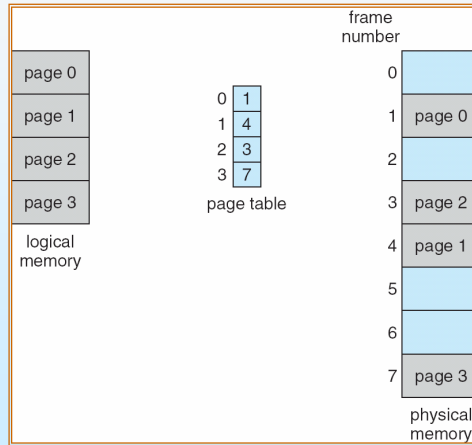 page 0
page 1
page 2
page 3
logical
memory
0 1
1 4
2 3
3 7
page table
frame
number
0
1 page 0
2
3 page 2
4 page 1
5
6
7 page 3
physical
memory